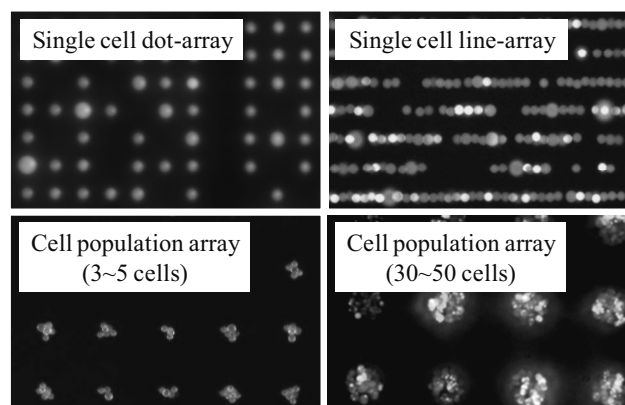 Single cell dot-array
Single cell line-array
Cell population array
(3~5 cells)
Cell population array
(30~50 cells)